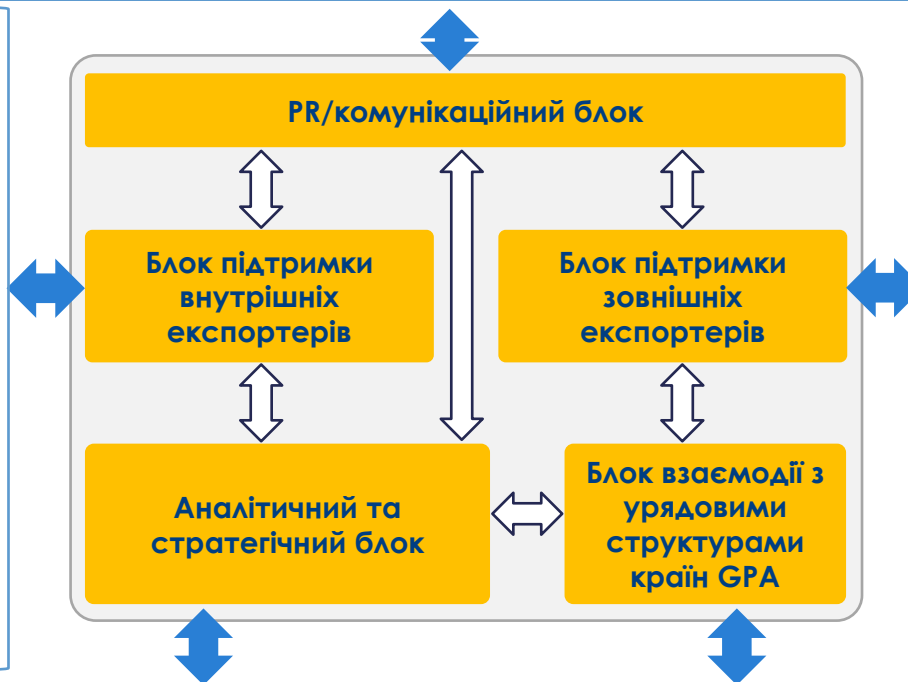 PR/комунікаційний блок
Блок підтримки
внутрішніх
експортерів
Блок підтримки
зовнішніх
експортерів
Аналітичний та
стратегічний блок
Блок взаємодії з
урядовими
структурами
країн GPA